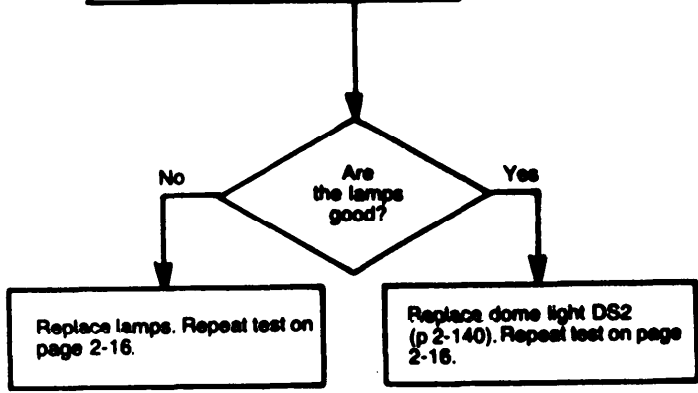 Are
the lamps
good?
No
Yes
Replace lamps. Repeat test on
page 2-16.
Replace dome light DS2
(p 2-140). Repeat test on page
2-16.